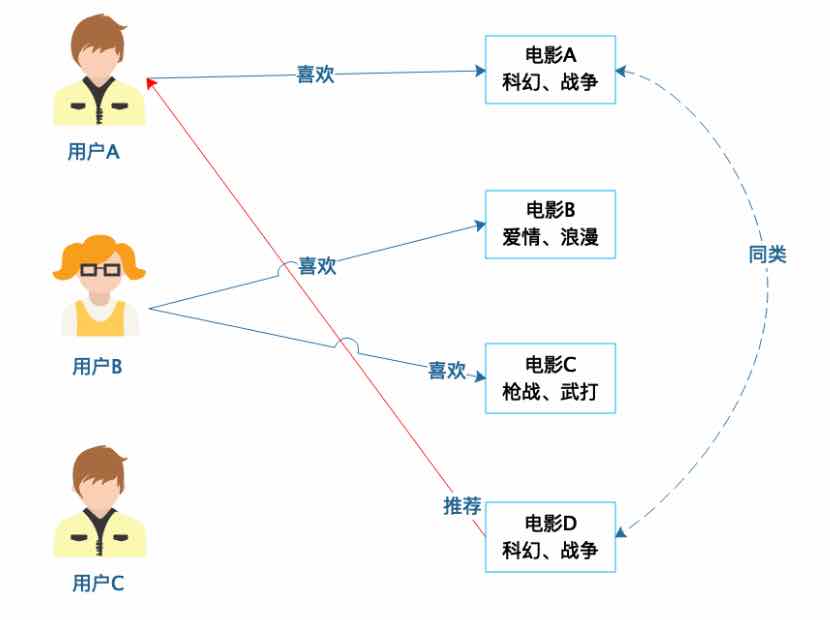 喜欢
电影A
科幻、战争
用户A
电影B
爱情、浪漫
喜欢
同类
用户B
喜欢
电影C
枪战、武打
推荐
电影D
科幻、战争
用户C